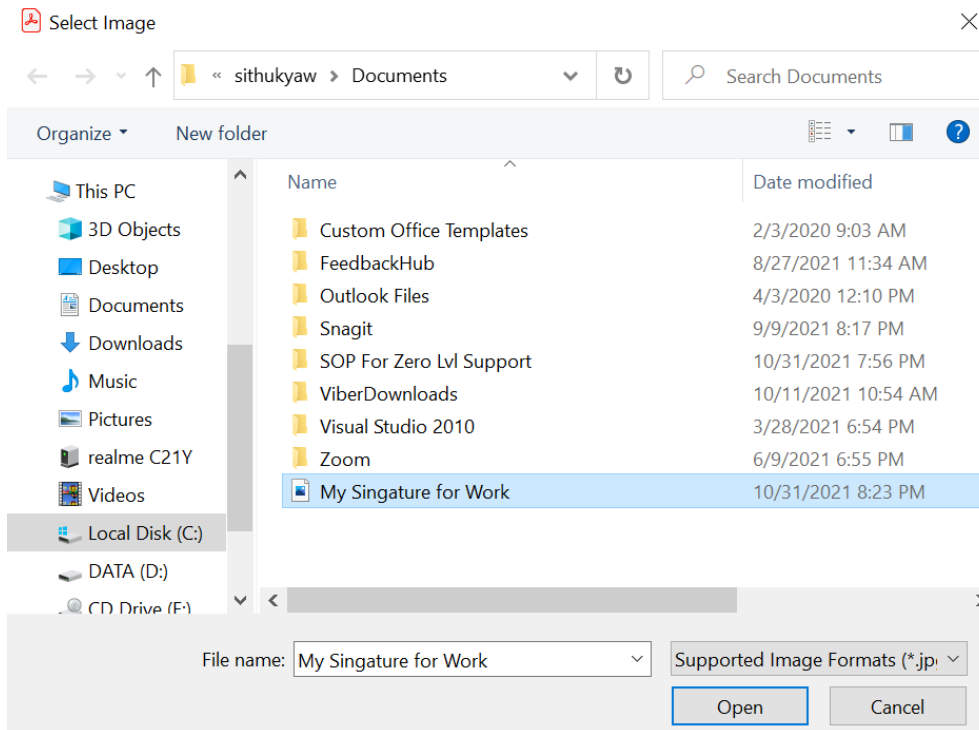 Select Image
« sithukyaw > Documents
Search Documents
Organize
New folder
Name
Date modified
This PC
3D Objects
Desktop
Documents
Downloads
Music
Pictures
realme C21Y
Videos
Local Disk (C:)
DATA (D:)
CD Drive (F:)
Custom Office Templates 2/3/2020 9:03 AM
FeedbackHub 8/27/2021 11:34 AM
Outlook Files 4/3/2020 12:10 PM
Snagit 9/9/2021 8:17 PM
SOP For Zero Lvl Support 10/31/2021 7:56 PM
ViberDownloads 10/11/2021 10:54 AM
Visual Studio 2010 3/28/2021 6:54 PM
Zoom 6/9/2021 6:55 PM
My Singature for Work 10/31/2021 8:23 PM
File name: My Singature for Work
Supported Image Formats (*.jp
Open
Cancel